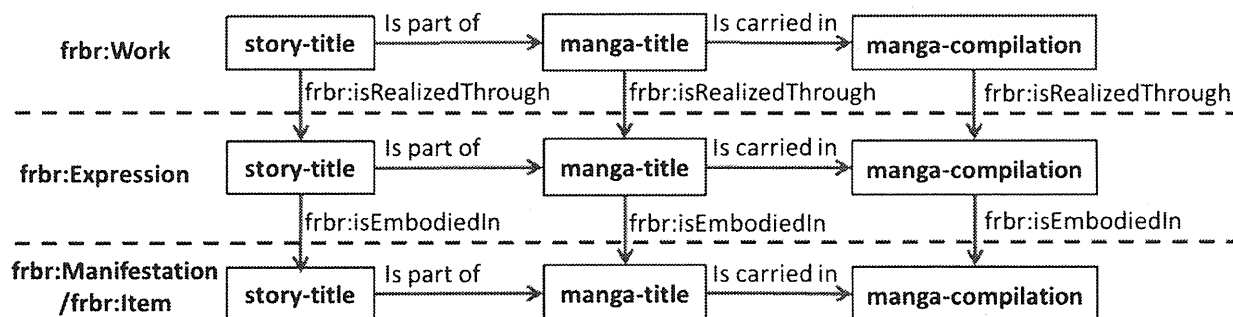 frbr:Work
story-title
Is part of
manga-title
Is carried in
manga-compilation
frbr:isRealizedThrough
frbr:isRealizedThrough
frbr:isRealizedThrough
frbr:Expression
story-title
Is part of
manga-title
Is carried in
manga-compilation
frbr:isEmbodiedIn
frbr:isEmbodiedIn
frbr:isEmbodiedIn
frbr:Manifestation
/frbr:Item
story-title
Is part of
manga-title
Is carried in
manga-compilation